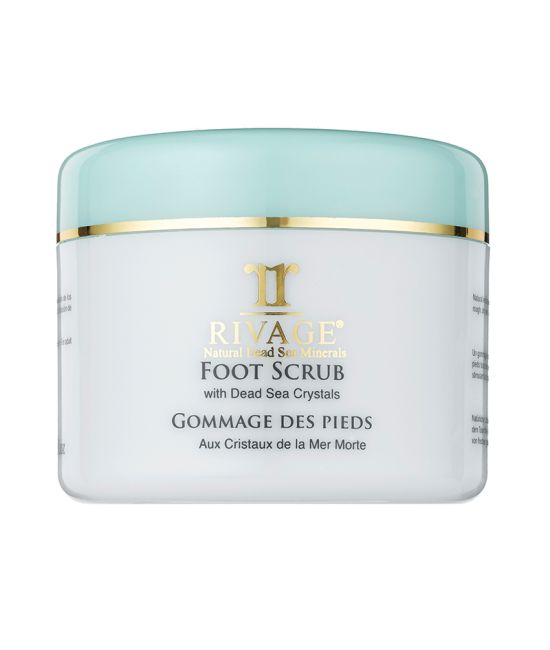 RIVAGE®
Natural Dead Sea Minerals
FOOT SCRUB
with Dead Sea Crystals
GOMMAGE DES PIEDS
Aux Cristaux de la Mer Morte